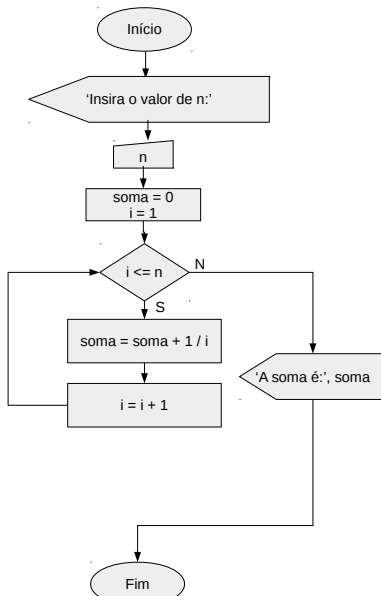 Início
‘Insira o valor de n:’
n
soma = 0
i = 1
i <= n
N
S
soma = soma + 1 / i
‘A soma é:’, soma
i = i + 1
Fim